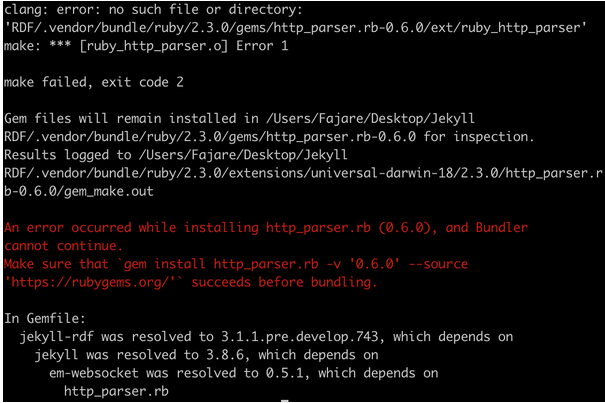 clang: error: no such file or directory:
'RDF/.vendor/bundle/ruby/2.3.0/gems/http_parser.rb-0.6.0/ext/ruby_http_parser'
make: *** [ruby_http_parser.o] Error 1
make failed, exit code 2
Gem files will remain installed in /Users/Fajare/Desktop/Jekyll
RDF/.vendor/bundle/ruby/2.3.0/gems/http_parser.rb-0.6.0 for inspection.
Results logged to /Users/Fajare/Desktop/Jekyll
RDF/.vendor/bundle/ruby/2.3.0/extensions/universal-darwin-18/2.3.0/http_parser.r
b-0.6.0/gem_make.out
An error occurred while installing http_parser.rb (0.6.0), and Bundler
cannot continue.
Make sure that `gem install http_parser.rb -v '0.6.0' --source
'https://rubygems.org/'` succeeds before bundling.
In Gemfile:
jekyll-rdf was resolved to 3.1.1.pre.develop.743, which depends on
jekyll was resolved to 3.8.6, which depends on
em-websocket was resolved to 0.5.1, which depends on
http_parser.rb